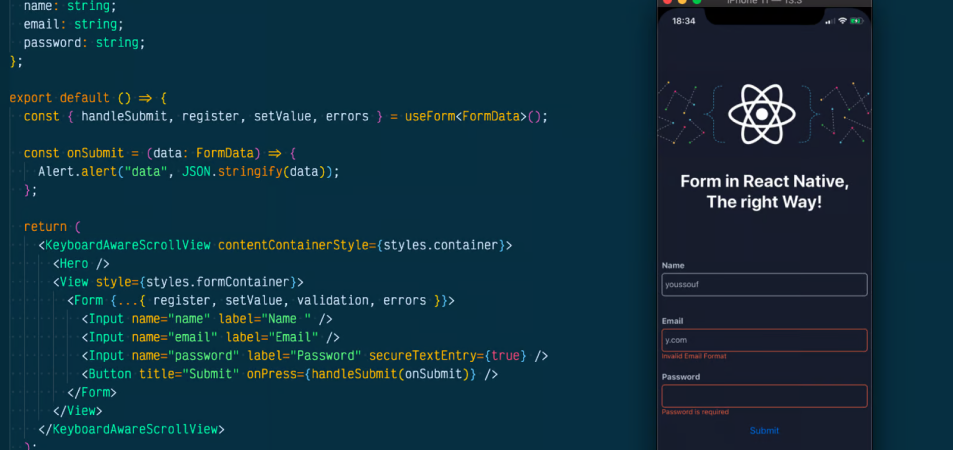 name: string;
email: string;
password: string;
};
export default () => {
const { handleSubmit, register, setValue, errors } = useForm<FormData>();
const onSubmit = (data: FormData) => {
Alert.alert("data", JSON.stringify(data));
};
return (
<KeyboardAwareScrollView contentContainerStyle={styles.container}>
<Hero />
<View style={styles.formContainer}>
<Form {...{ register, setValue, validation, errors }}>
<Input name="name" label="Name " />
<Input name="email" label="Email" />
<Input name="password" label="Password" secureTextEntry={true} />
<Button title="Submit" onPress={handleSubmit(onSubmit)} />
</Form>
</View>
</KeyboardAwareScrollView>
);
iPhone 11 — 13.3
18:34
Form in React Native,
The right Way!
Name
youssouf
Email
y.com
Invalid Email Format
Password
Password is required
Submit